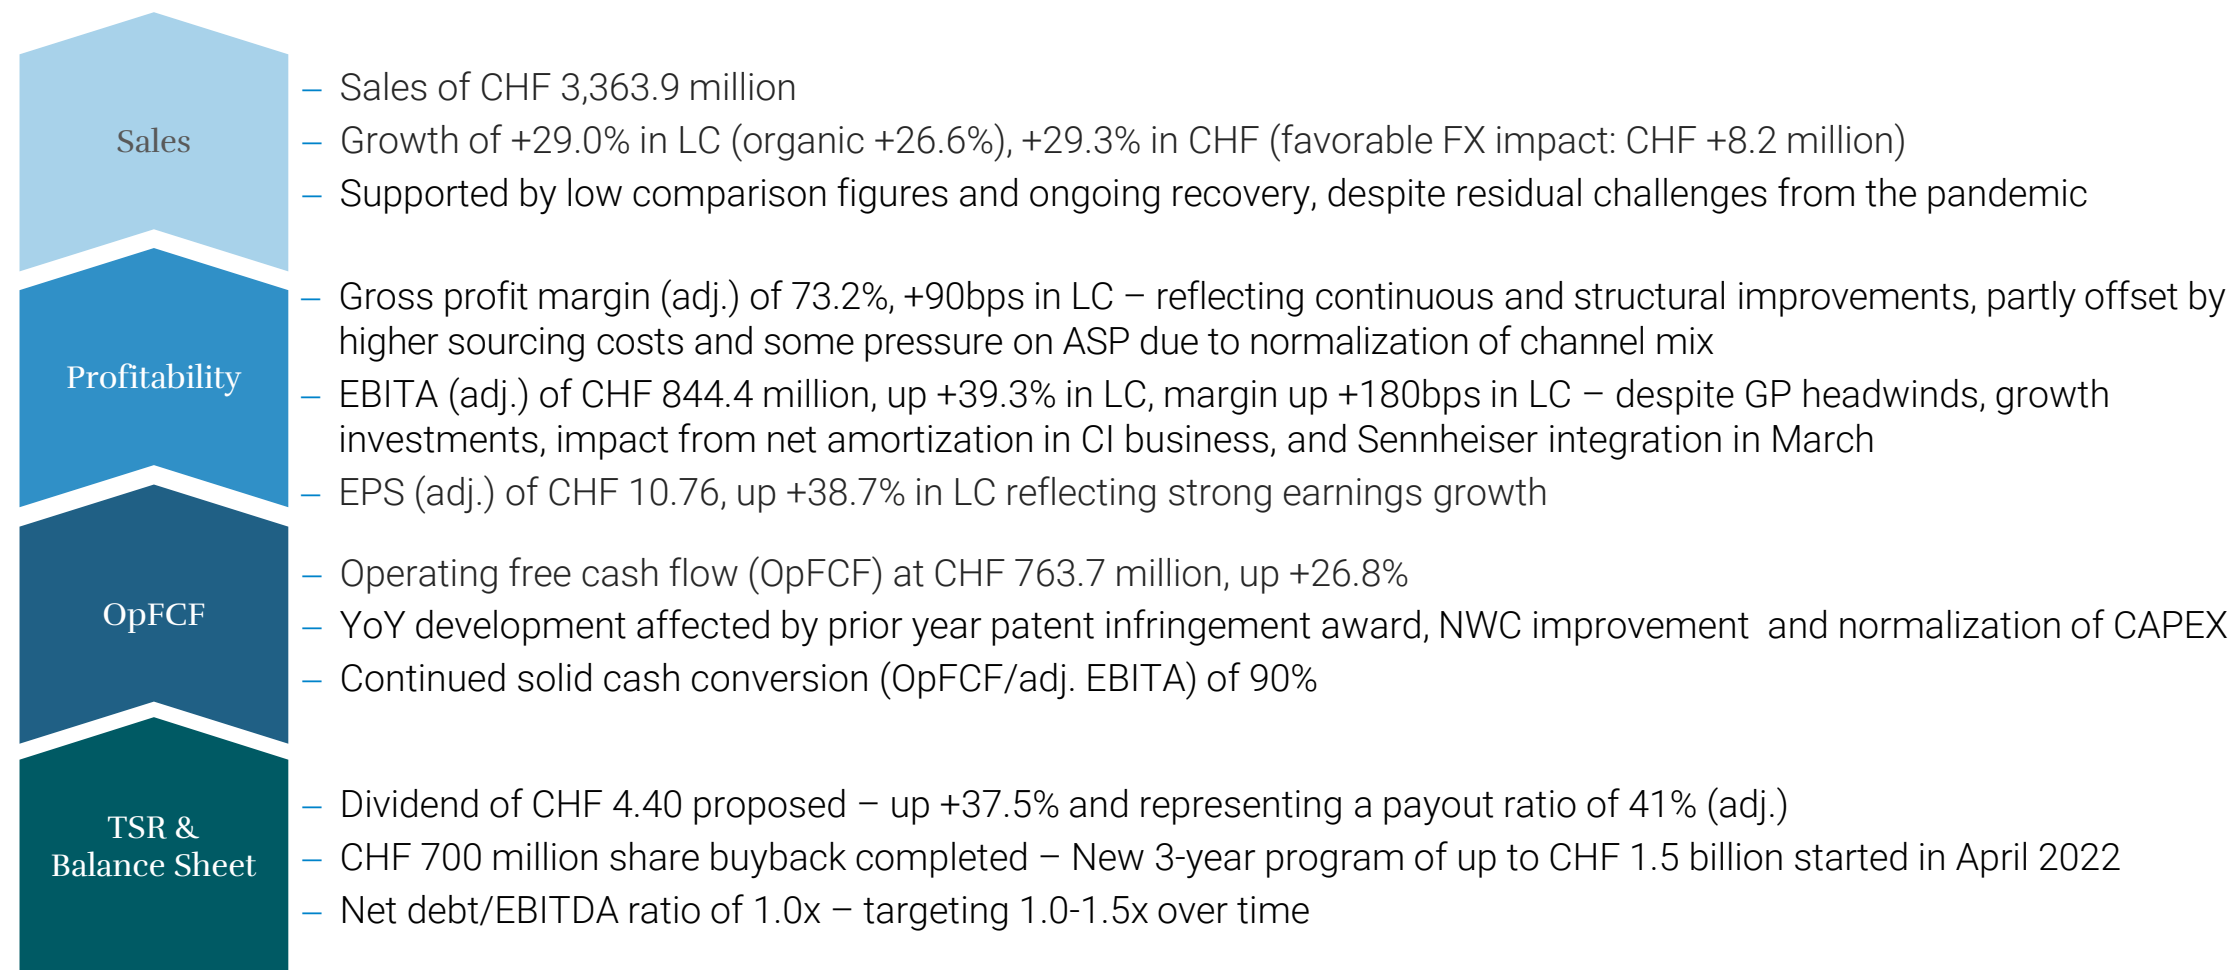 Sales
– Sales of CHF 3,363.9 million
– Growth of +29.0% in LC (organic +26.6%), +29.3% in CHF (favorable FX impact: CHF +8.2 million)
– Supported by low comparison figures and ongoing recovery, despite residual challenges from the pandemic
Profitability
– Gross profit margin (adj.) of 73.2%, +90bps in LC – reflecting continuous and structural improvements, partly offset by
higher sourcing costs and some pressure on ASP due to normalization of channel mix
– EBITA (adj.) of CHF 844.4 million, up +39.3% in LC, margin up +180bps in LC – despite GP headwinds, growth
investments, impact from net amortization in CI business, and Sennheiser integration in March
– EPS (adj.) of CHF 10.76, up +38.7% in LC reflecting strong earnings growth
OpFCF
– Operating free cash flow (OpFCF) at CHF 763.7 million, up +26.8%
– YoY development affected by prior year patent infringement award, NWC improvement  and normalization of CAPEX
– Continued solid cash conversion (OpFCF/adj. EBITA) of 90%
TSR &
Balance Sheet
– Dividend of CHF 4.40 proposed – up +37.5% and representing a payout ratio of 41% (adj.)
– CHF 700 million share buyback completed – New 3-year program of up to CHF 1.5 billion started in April 2022
– Net debt/EBITDA ratio of 1.0x – targeting 1.0-1.5x over time